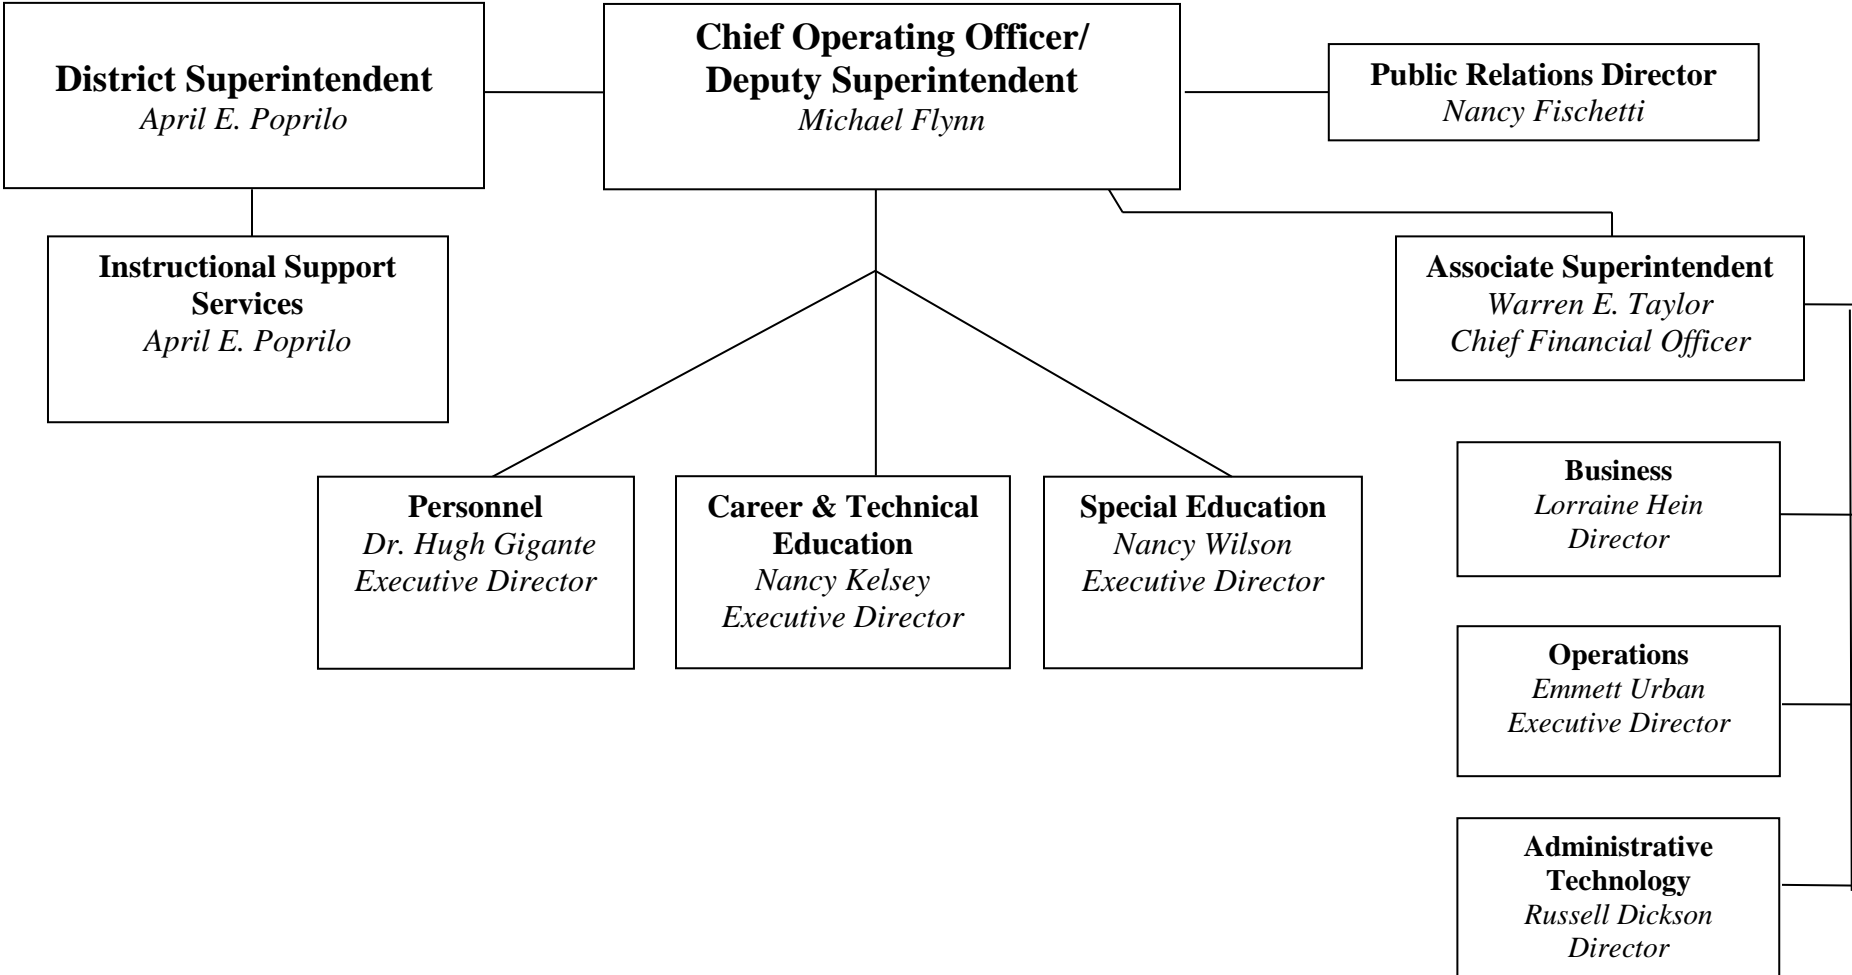 District Superintendent
April E. Poprilo
Chief Operating Officer/
Deputy Superintendent
Michael Flynn
Public Relations Director
Nancy Fischetti
Instructional Support
Services
April E. Poprilo
Associate Superintendent
Warren E. Taylor
Chief Financial Officer
Personnel
Dr. Hugh Gigante
Executive Director
Career & Technical
Education
Nancy Kelsey
Executive Director
Special Education
Nancy Wilson
Executive Director
Business
Lorraine Hein
Director
Operations
Emmett Urban
Executive Director
Administrative
Technology
Russell Dickson
Director